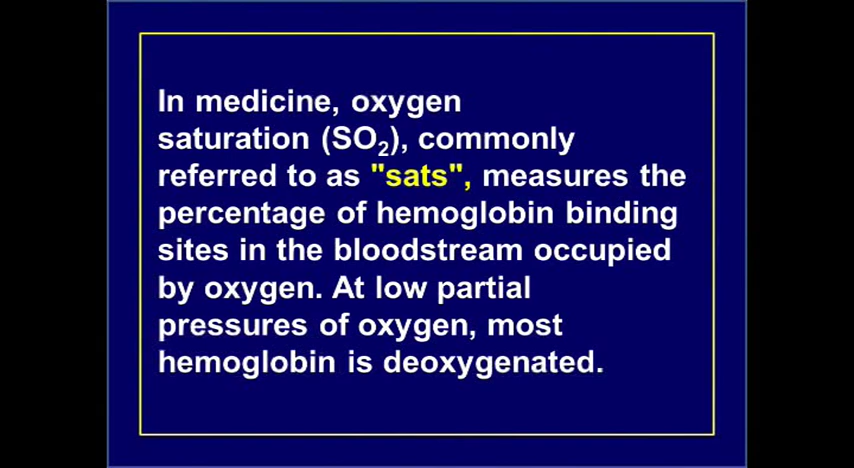 In medicine, oxygen
saturation (SO₂), commonly
referred to as "sats", measures the
percentage of hemoglobin binding
sites in the bloodstream occupied
by oxygen. At low partial
pressures of oxygen, most
hemoglobin is deoxygenated.